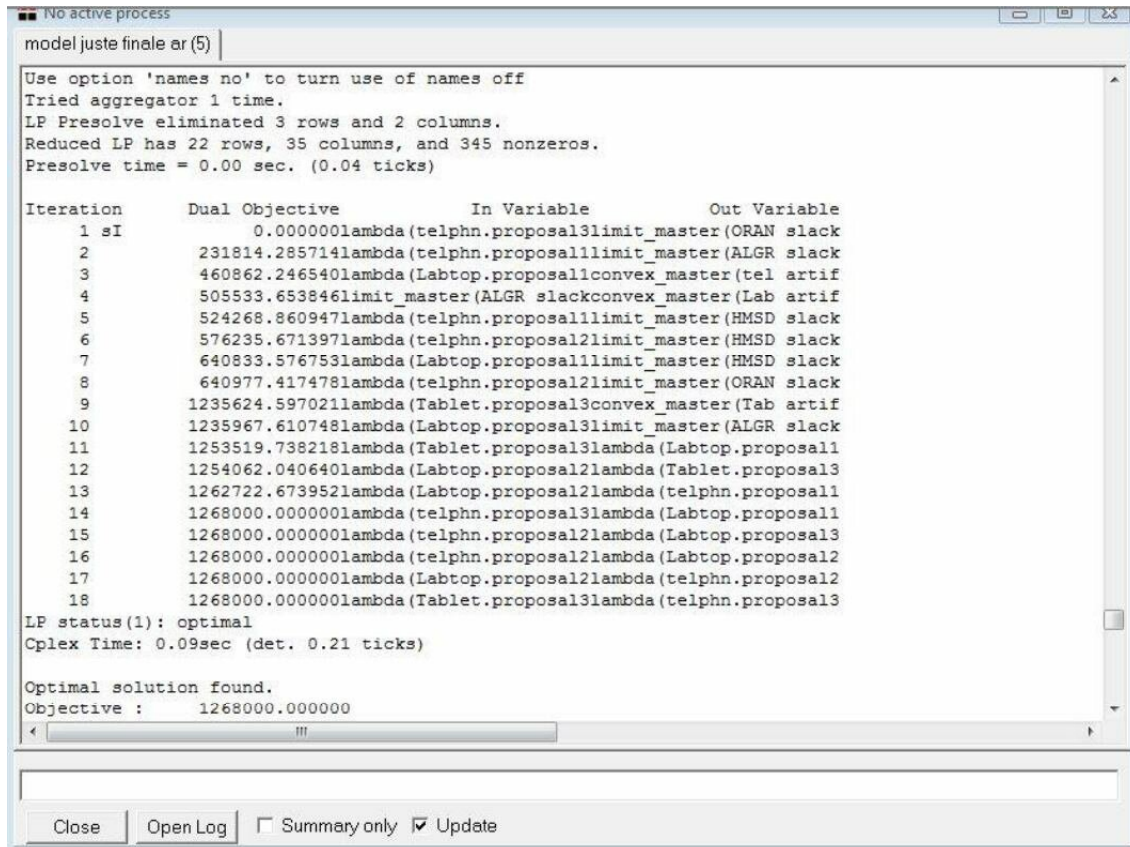 No active process
model juste finale ar (5)
Use option 'names no' to turn use of names off
Tried aggregator 1 time.
LP Presolve eliminated 3 rows and 2 columns.
Reduced LP has 22 rows, 35 columns, and 345 nonzeros.
Presolve time = 0.00 sec. (0.04 ticks)
Iteration Dual Objective In Variable Out Variable
1 sI 0.000000lambda(telphn.proposal3limit_master(ORAN slack
2 231814.285714lambda(telphn.proposal1limit_master(ALGR slack
3 460862.246540lambda(Labtop.proposal1convex_master(tel artif
4 505533.653846limit_master(ALGR slackconvex_master(Lab artif
5 524268.860947lambda(telphn.proposal1limit_master(HMSD slack
6 576235.671397lambda(telphn.proposal2limit_master(HMSD slack
7 640833.576753lambda(Labtop.proposal1limit_master(HMSD slack
8 640977.417478lambda(telphn.proposal2limit_master(ORAN slack
9 1235624.597021lambda(Tablet.proposal3convex_master(Tab artif
10 1235967.610748lambda(Labtop.proposal3limit_master(ALGR slack
11 1253519.738218lambda(Tablet.proposal3lambda(Labtop.proposal1
12 1254062.040640lambda(Labtop.proposal2lambda(Tablet.proposal3
13 1262722.673952lambda(Labtop.proposal2lambda(telphn.proposal1
14 1268000.000000lambda(telphn.proposal3lambda(Labtop.proposal1
15 1268000.000000lambda(telphn.proposal2lambda(Labtop.proposal3
16 1268000.000000lambda(telphn.proposal2lambda(Labtop.proposal2
17 1268000.000000lambda(Labtop.proposal2lambda(telphn.proposal2
18 1268000.000000lambda(Tablet.proposal3lambda(telphn.proposal3
LP status(1): optimal
Cplex Time: 0.09sec (det. 0.21 ticks)
Optimal solution found.
Objective : 1268000.000000
Close Open Log Summary only Update